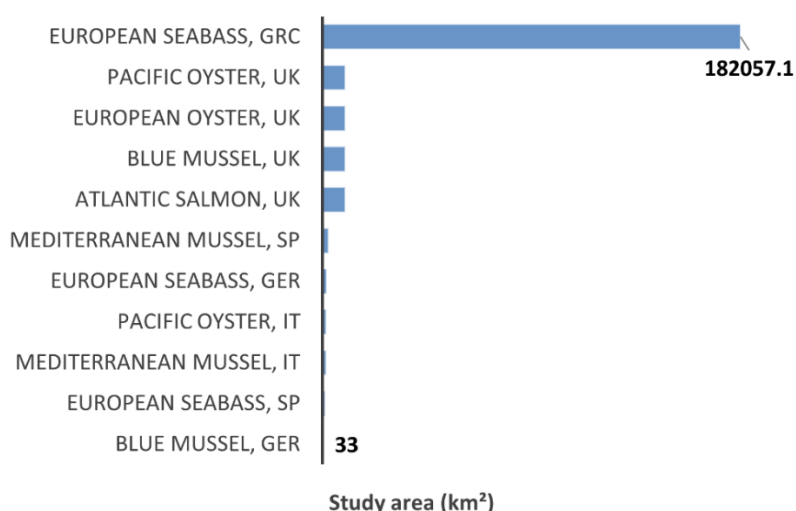 EUROPEAN SEABASS, GRC
182057.1
PACIFIC OYSTER, UK
EUROPEAN OYSTER, UK
BLUE MUSSEL, UK
ATLANTIC SALMON, UK
MEDITERRANEAN MUSSEL, SP
EUROPEAN SEABASS, GER
PACIFIC OYSTER, IT
MEDITERRANEAN MUSSEL, IT
EUROPEAN SEABASS, SP
BLUE MUSSEL, GER 33
Study area (km²)